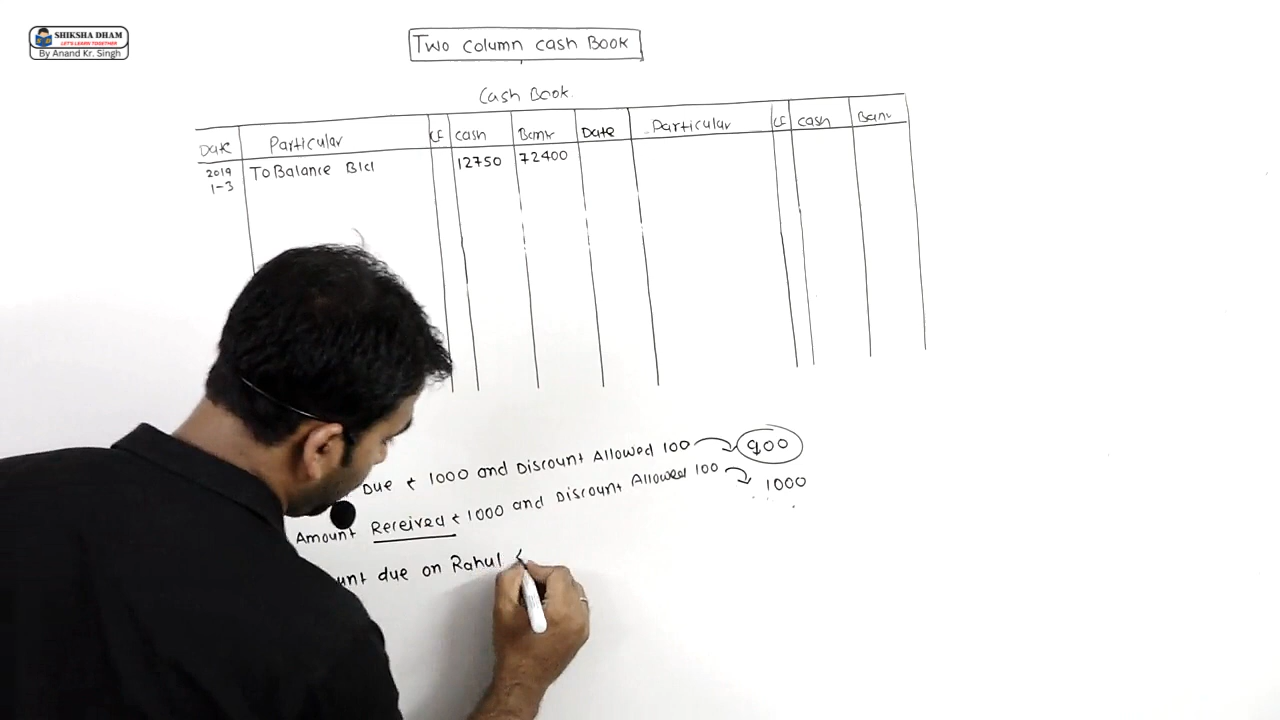 SHIKSHA DHAM
LET'S LEARN TOGETHER
By Anand Kr. Singh
Two column cash Book
Cash Book
Date Particular LF cash Bank Date Particular LF cash Bank
2019 To Balance B/d 12750 72400
1-3
Due ₹ 1000 and Discount Allowed 100 900
Amount Received ₹ 1000 and Discount Allowed 100 1000
unt due on Rahul